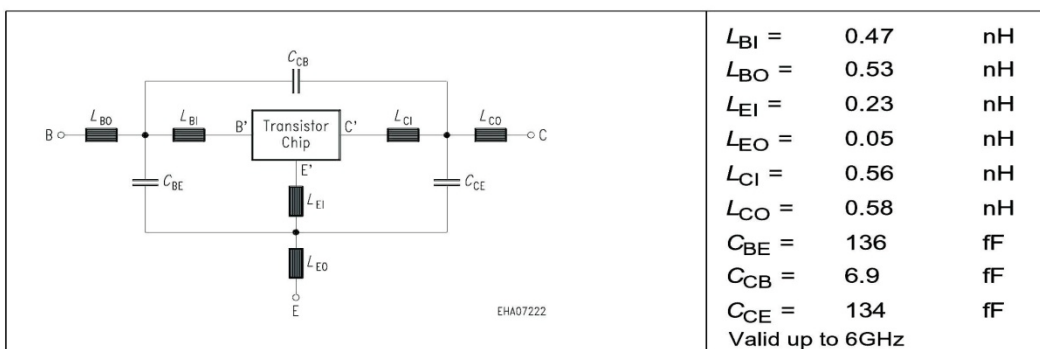 C_CB
L_BO
L_BI
B'
Transistor
Chip
C'
L_CI
L_CO
B
C
E'
C_BE
C_CE
L_EI
L_EO
E
EHA07222
L_BI = 0.47 nH
L_BO = 0.53 nH
L_EI = 0.23 nH
L_EO = 0.05 nH
L_CI = 0.56 nH
L_CO = 0.58 nH
C_BE = 136 fF
C_CB = 6.9 fF
C_CE = 134 fF
Valid up to 6GHz